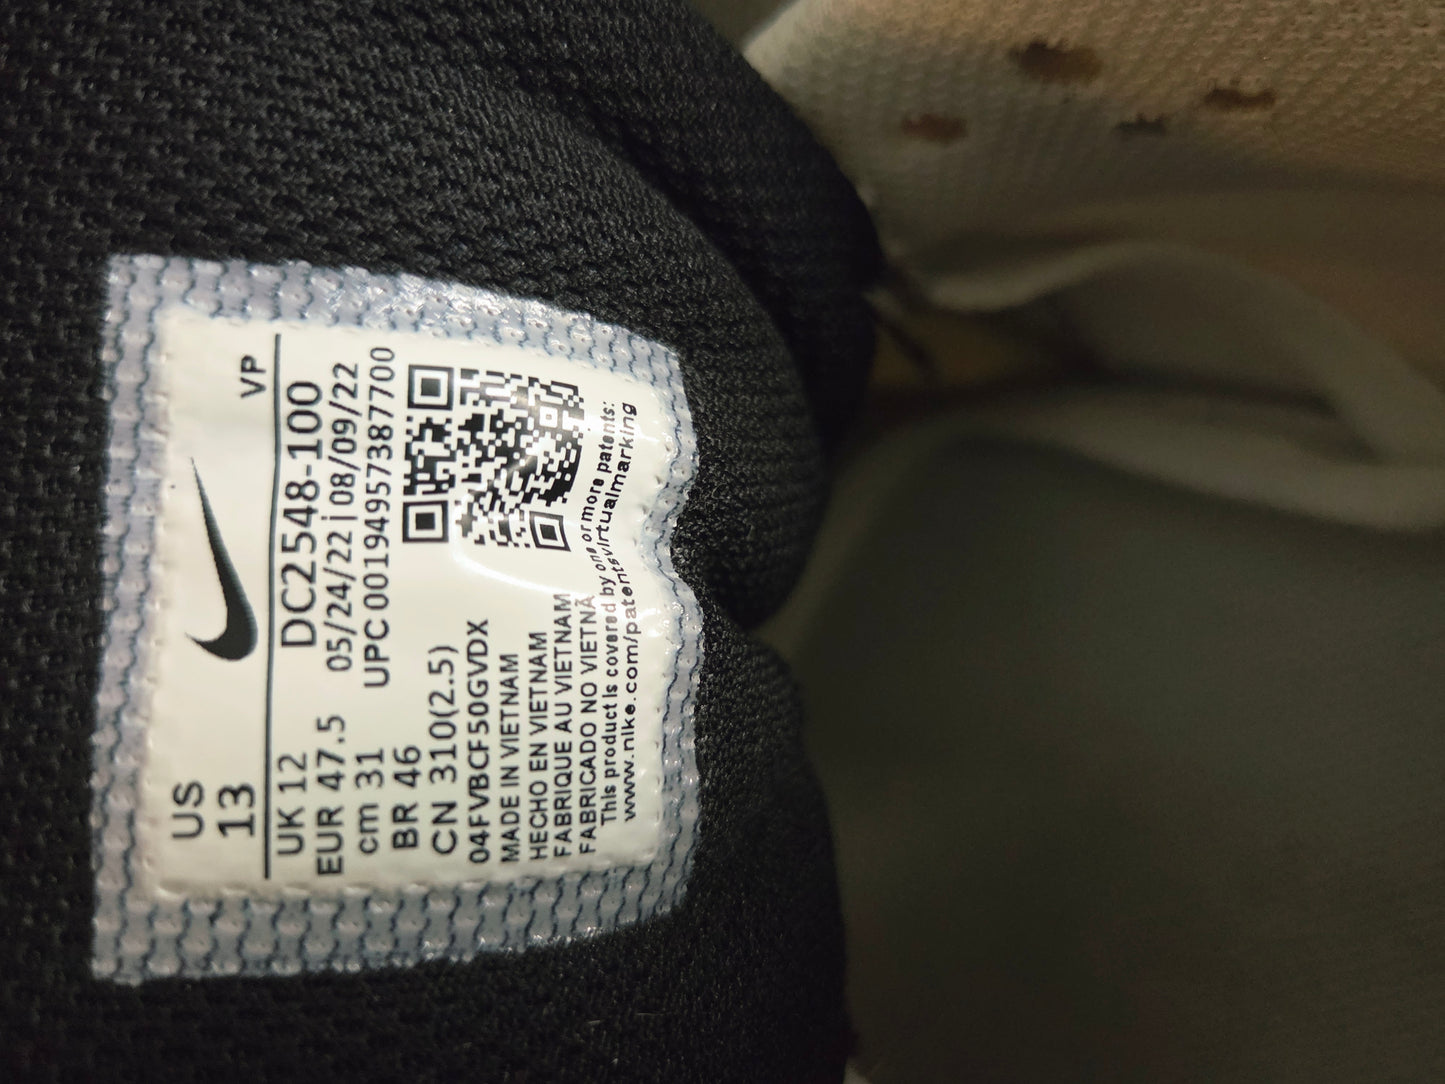 VP
US
13
UK 12
DC2548-100
EUR 47.5
05/24/22 | 08/09/22
cm 31
UPC 00194957387700
BR 46
CN 310(2.5)
04FVBCF50GVDX
MADE IN VIETNAM
HECHO EN VIETNAM
FABRIQUE AU VIETNAM
FABRICADO NO VIETNÃ
This product is covered by one or more patents:
www.nike.com/patentsvirtualmarking